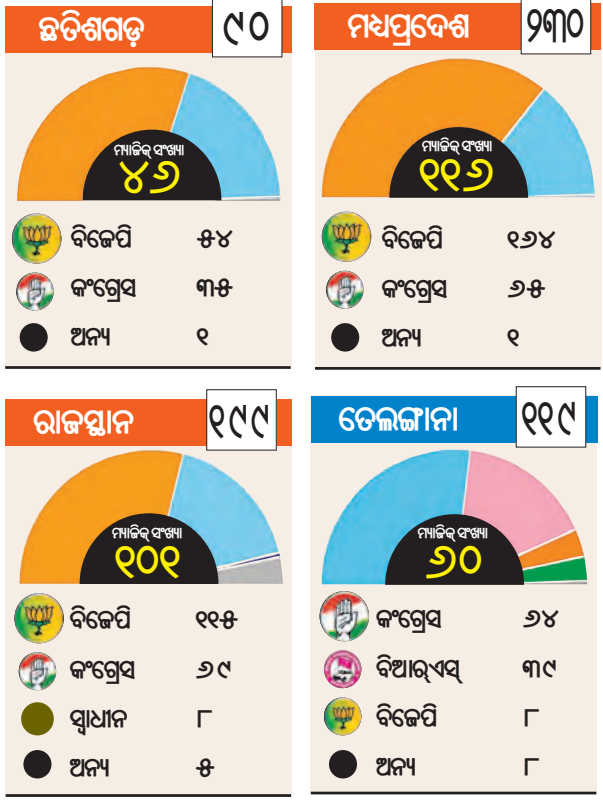 ଛତିଶଗଡ଼ ୯୦
ମ୍ୟାଜିକ୍ ସଂଖ୍ୟା
୪୬
ବିଜେପି ୫୪
କଂଗ୍ରେସ ୩୫
ଅନ୍ୟ ୧
ମଧ୍ୟପ୍ରଦେଶ ୨୩୦
ମ୍ୟାଜିକ୍ ସଂଖ୍ୟା
୧୧୬
ବିଜେପି ୧୬୪
କଂଗ୍ରେସ ୬୫
ଅନ୍ୟ ୧
ରାଜସ୍ଥାନ ୧୯୯
ମ୍ୟାଜିକ୍ ସଂଖ୍ୟା
୧୦୧
ବିଜେପି ୧୧୫
କଂଗ୍ରେସ ୬୯
ସ୍ୱାଧୀନ ୮
ଅନ୍ୟ ୫
ତେଲଙ୍ଗାନା ୧୧୯
ମ୍ୟାଜିକ୍ ସଂଖ୍ୟା
୬୦
କଂଗ୍ରେସ ୬୪
ବିଆର୍‌ଏସ୍ ୩୯
ବିଜେପି ୮
ଅନ୍ୟ ୮